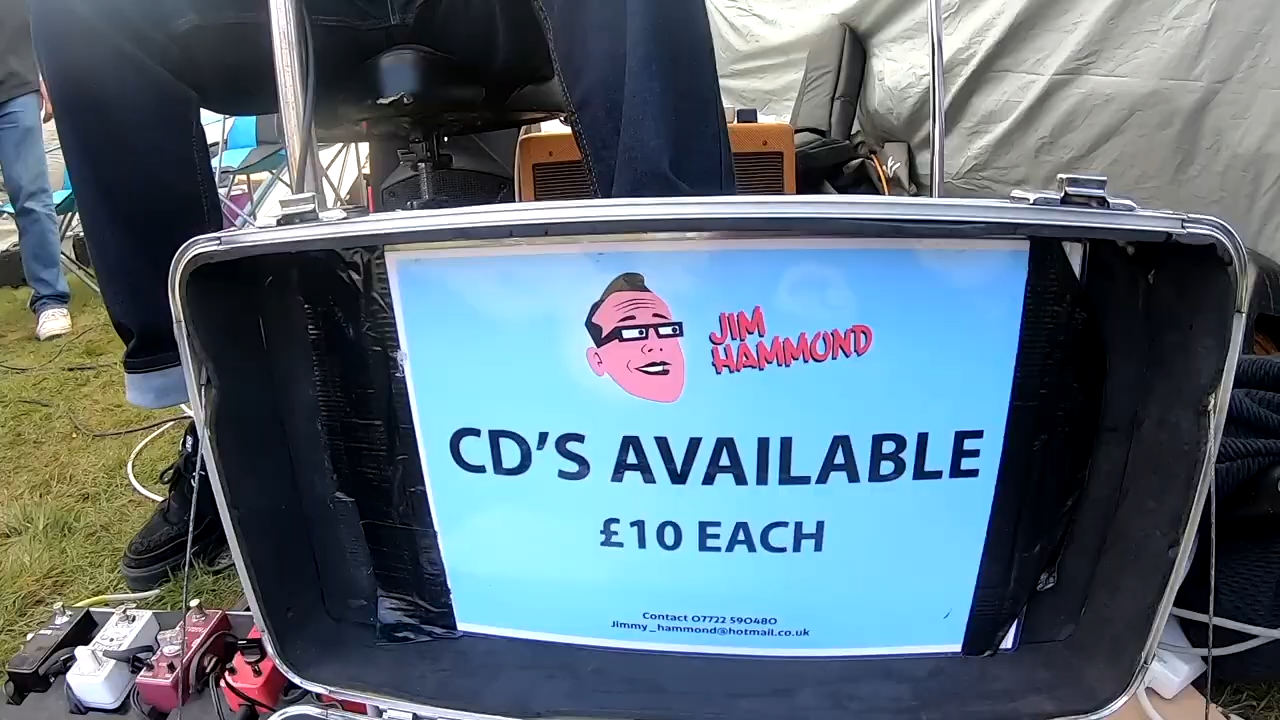 JIM
HAMMOND
CD'S AVAILABLE
£10 EACH
Contact 07722 590480
Jimmy_hammond@hotmail.co.uk